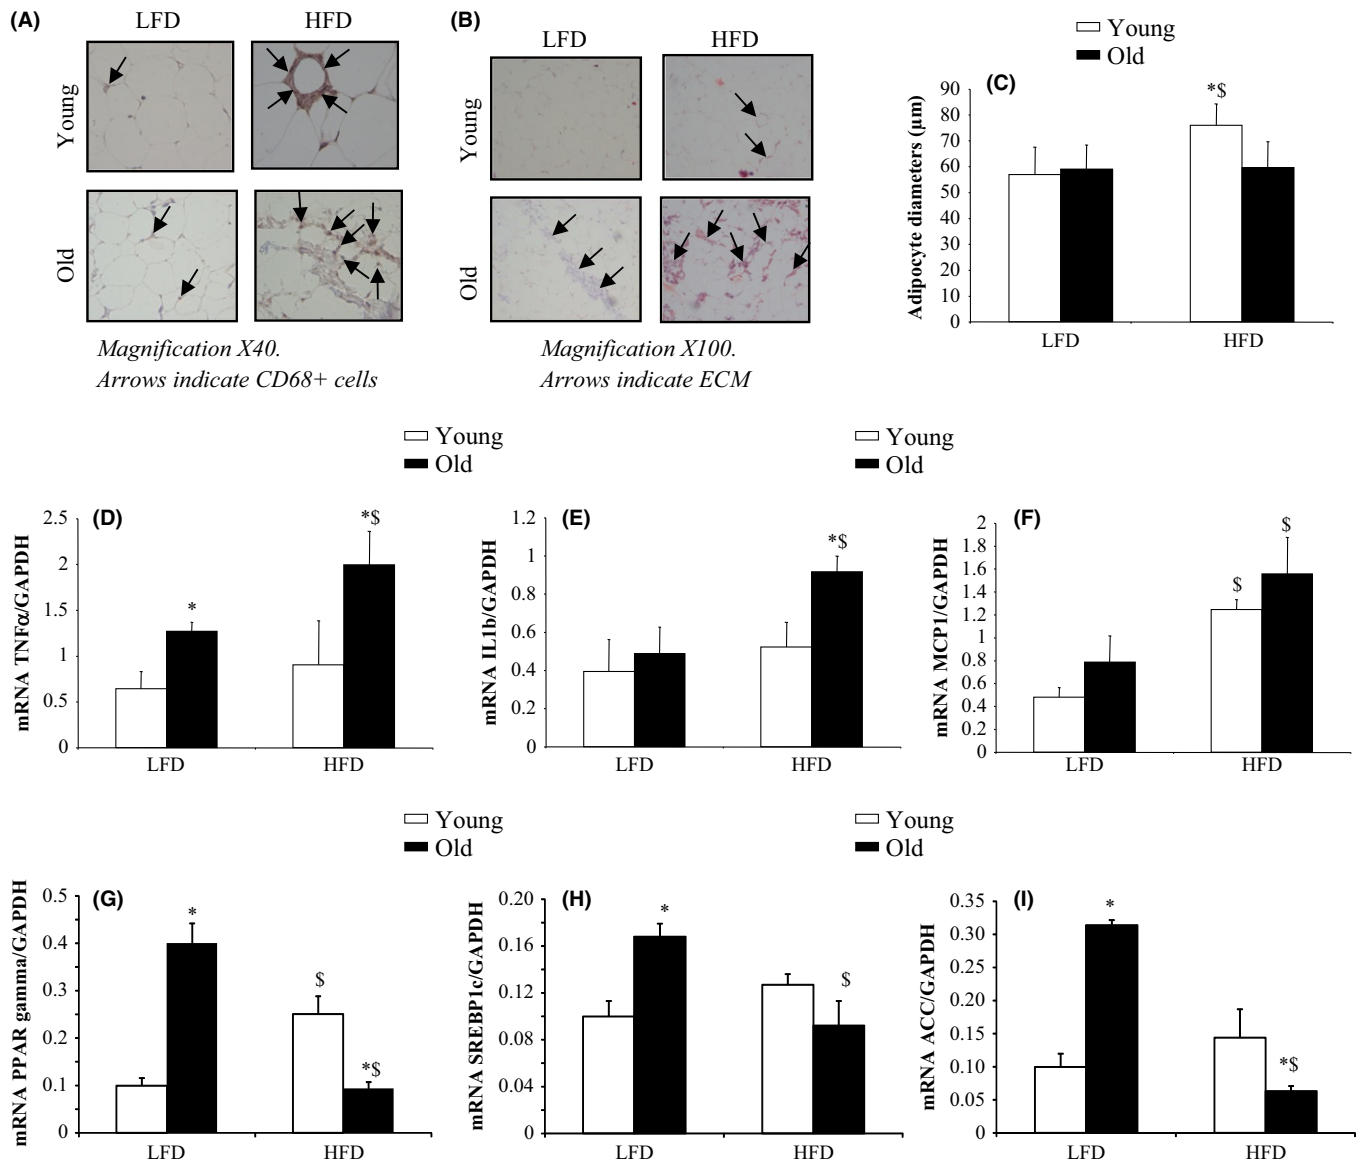 (A)
LFD
HFD
Young
Old
Magnification X40.
Arrows indicate CD68+ cells
(B)
LFD
HFD
Young
Old
Magnification X100.
Arrows indicate ECM
Young
Old
(C)
*$
Adipocyte diameters (µm)
90
80
70
60
50
40
30
20
10
0
LFD
HFD
Young
Old
Young
Old
(D)
mRNA TNFα/GAPDH
2.5
2
1.5
1
0.5
0
*
*$
LFD
HFD
(E)
mRNA IL1b/GAPDH
1.2
1
0.8
0.6
0.4
0.2
0
*$
LFD
HFD
(F)
mRNA MCP1/GAPDH
2
1.8
1.6
1.4
1.2
1
0.8
0.6
0.4
0.2
0
$
$
LFD
HFD
Young
Old
Young
Old
(G)
mRNA PPAR gamma/GAPDH
0.5
0.4
0.3
0.2
0.1
0
*
$
*$
LFD
HFD
(H)
mRNA SREBP1c/GAPDH
0.20
0.16
0.12
0.08
0.04
0
*
$
LFD
HFD
(I)
mRNA ACC/GAPDH
0.35
0.30
0.25
0.20
0.15
0.10
0.05
0
*
*$
LFD
HFD